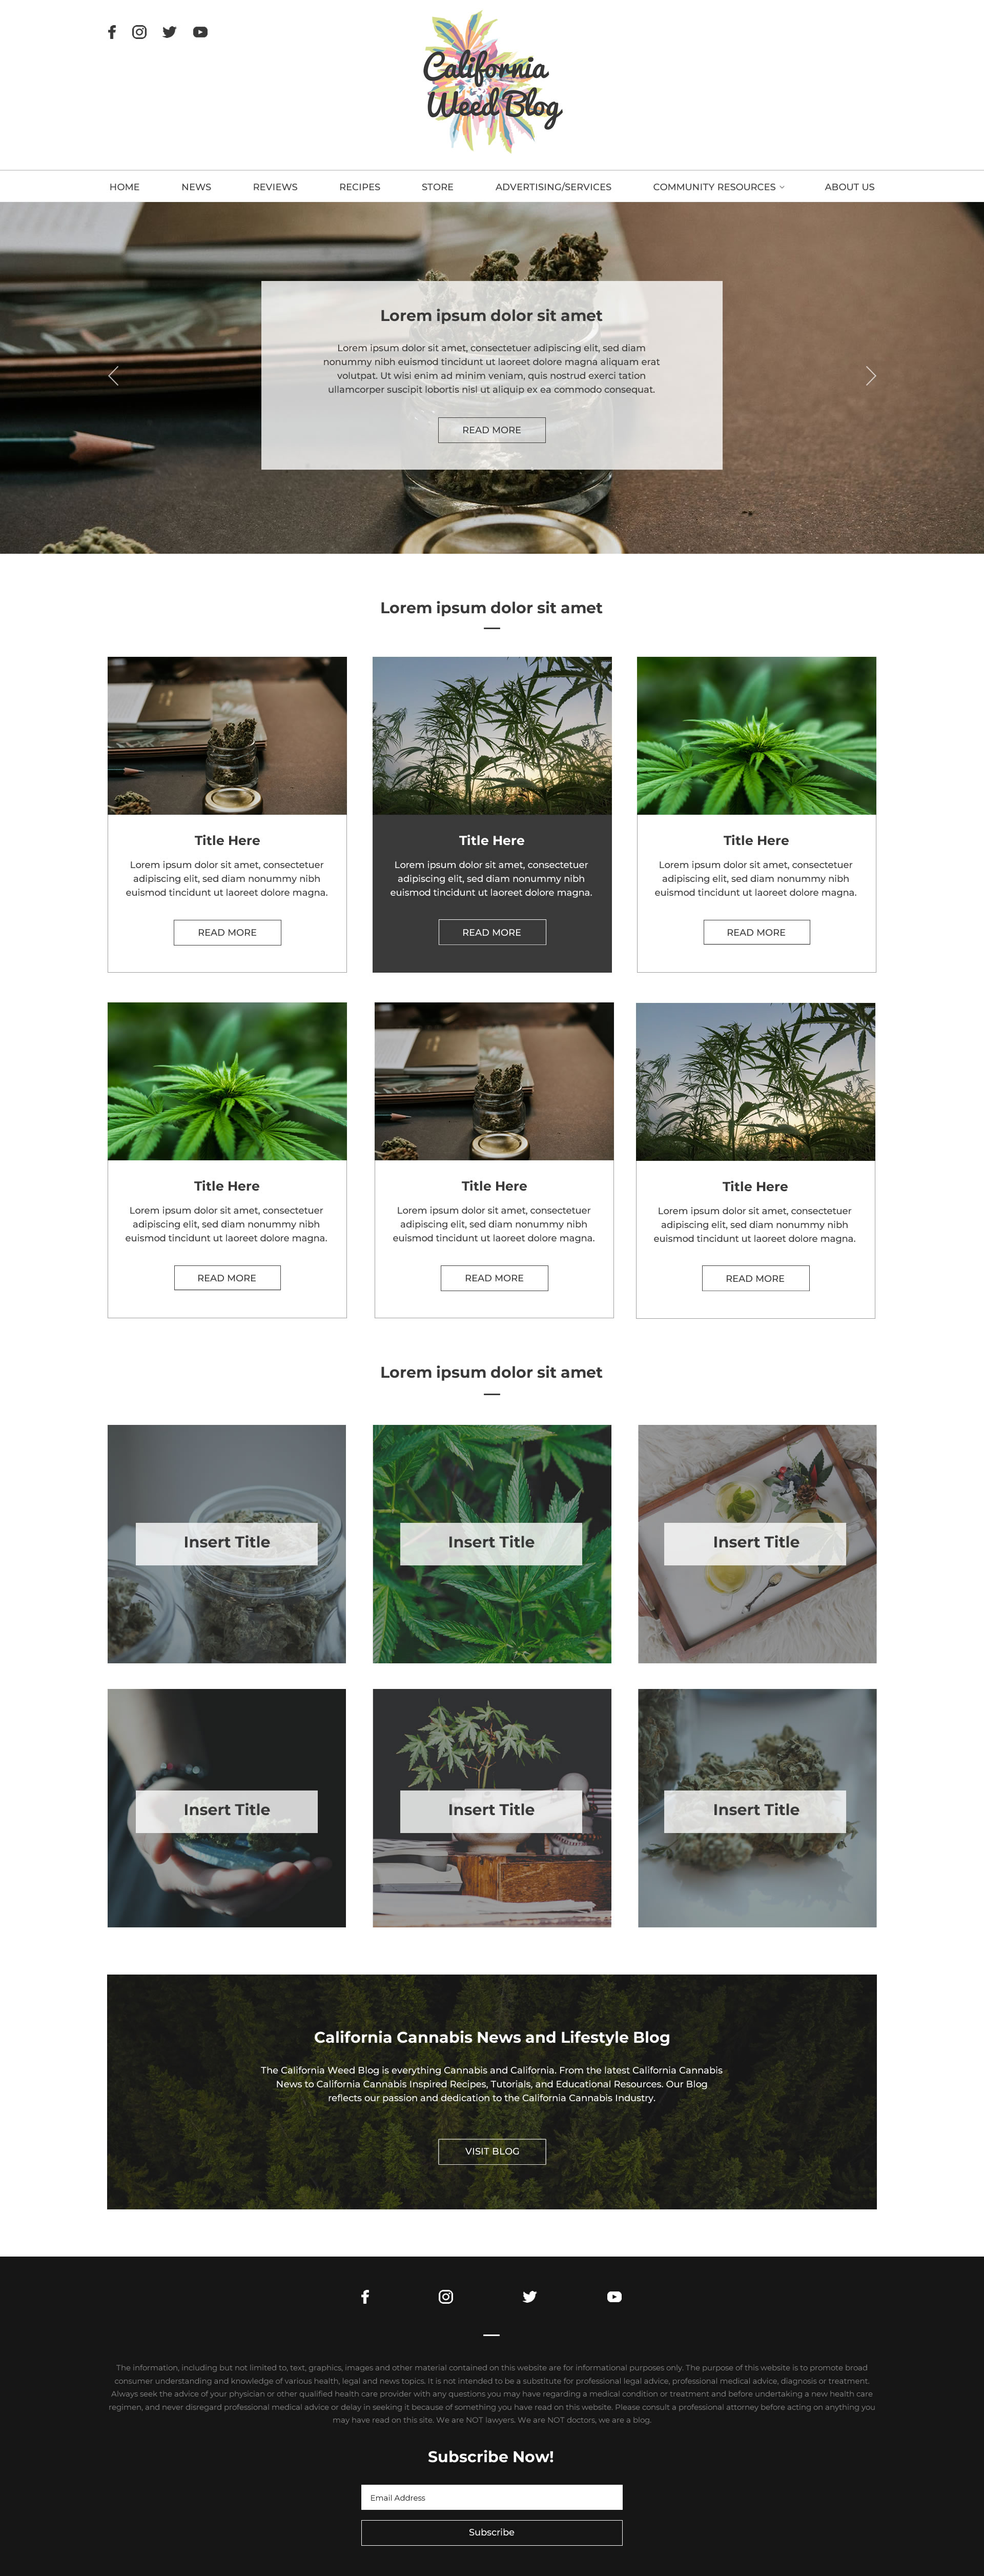 California
Weed Blog
HOME NEWS REVIEWS RECIPES STORE ADVERTISING/SERVICES COMMUNITY RESOURCES ABOUT US
Lorem ipsum dolor sit amet
Lorem ipsum dolor sit amet, consectetuer adipiscing elit, sed diam
nonummy nibh euismod tincidunt ut laoreet dolore magna aliquam erat
volutpat. Ut wisi enim ad minim veniam, quis nostrud exerci tation
ullamcorper suscipit lobortis nisl ut aliquip ex ea commodo consequat.
READ MORE
Lorem ipsum dolor sit amet
Title Here
Lorem ipsum dolor sit amet, consectetuer
adipiscing elit, sed diam nonummy nibh
euismod tincidunt ut laoreet dolore magna.
READ MORE
Title Here
Lorem ipsum dolor sit amet, consectetuer
adipiscing elit, sed diam nonummy nibh
euismod tincidunt ut laoreet dolore magna.
READ MORE
Title Here
Lorem ipsum dolor sit amet, consectetuer
adipiscing elit, sed diam nonummy nibh
euismod tincidunt ut laoreet dolore magna.
READ MORE
Title Here
Lorem ipsum dolor sit amet, consectetuer
adipiscing elit, sed diam nonummy nibh
euismod tincidunt ut laoreet dolore magna.
READ MORE
Title Here
Lorem ipsum dolor sit amet, consectetuer
adipiscing elit, sed diam nonummy nibh
euismod tincidunt ut laoreet dolore magna.
READ MORE
Title Here
Lorem ipsum dolor sit amet, consectetuer
adipiscing elit, sed diam nonummy nibh
euismod tincidunt ut laoreet dolore magna.
READ MORE
Lorem ipsum dolor sit amet
Insert Title
Insert Title
Insert Title
Insert Title
Insert Title
Insert Title
California Cannabis News and Lifestyle Blog
The California Weed Blog is everything Cannabis and California. From the latest California Cannabis
News to California Cannabis Inspired Recipes, Tutorials, and Educational Resources. Our Blog
reflects our passion and dedication to the California Cannabis Industry.
VISIT BLOG
The information, including but not limited to, text, graphics, images and other material contained on this website are for informational purposes only. The purpose of this website is to promote broad
consumer understanding and knowledge of various health, legal and news topics. It is not intended to be a substitute for professional legal advice, professional medical advice, diagnosis or treatment.
Always seek the advice of your physician or other qualified health care provider with any questions you may have regarding a medical condition or treatment and before undertaking a new health care
regimen, and never disregard professional medical advice or delay in seeking it because of something you have read on this website. Please consult a professional attorney before acting on anything you
may have read on this site. We are NOT lawyers. We are NOT doctors, we are a blog.
Subscribe Now!
Email Address
Subscribe